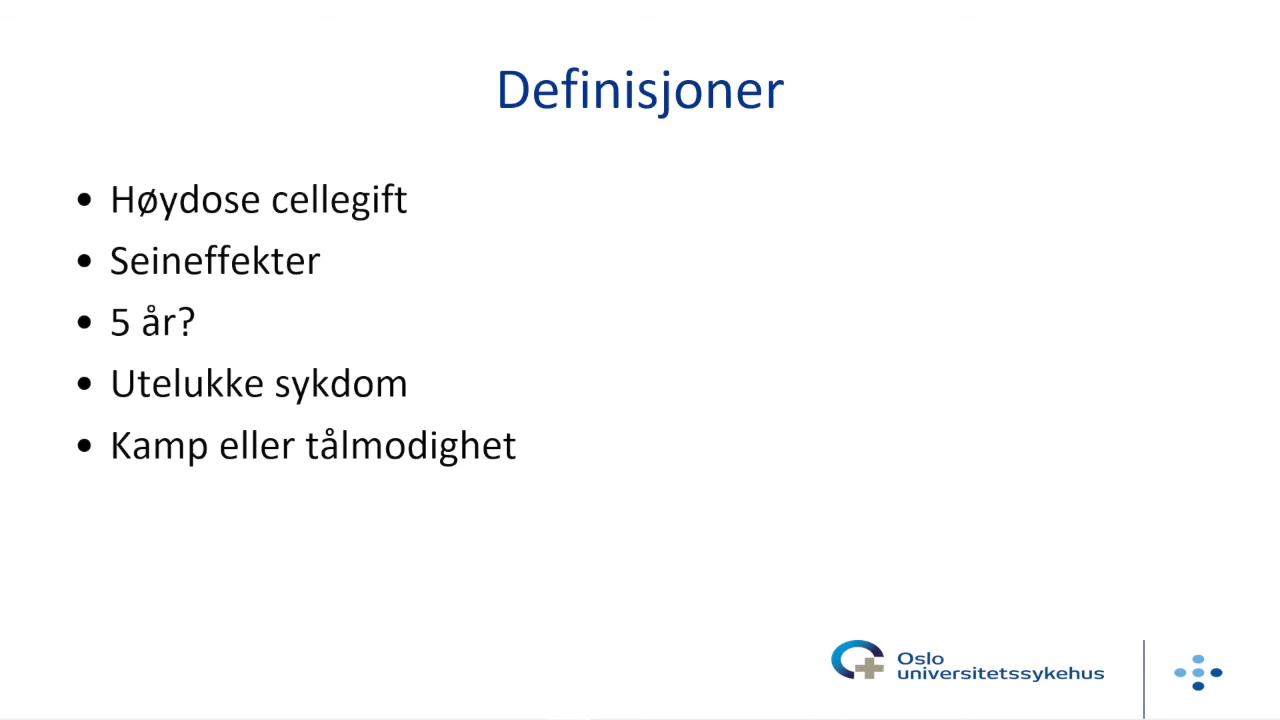 Definisjoner
• Høydose cellegift
• Seineffekter
• 5 år?
• Utelukke sykdom
• Kamp eller tålmodighet
Oslo
universitetssykehus